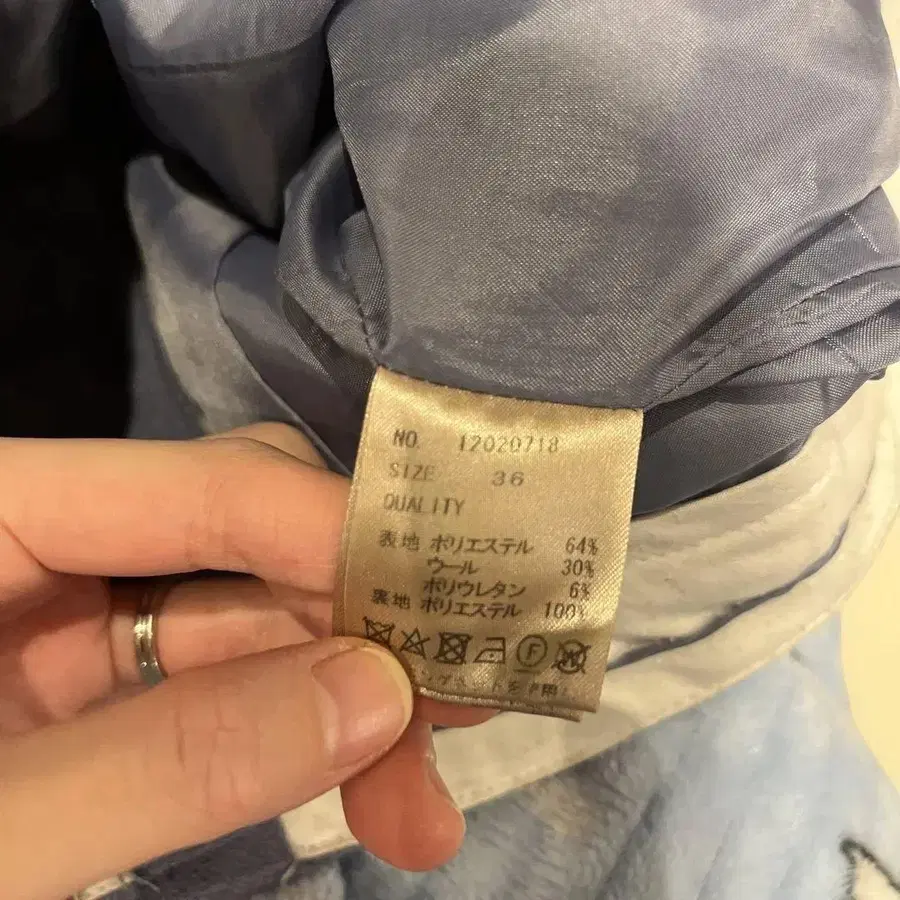 NO. 12020718
SIZE 36
QUALITY
表地 ポリエステル 64%
ウール 30%
ポリウレタン 6%
裏地 ポリエステル 100%
F
W